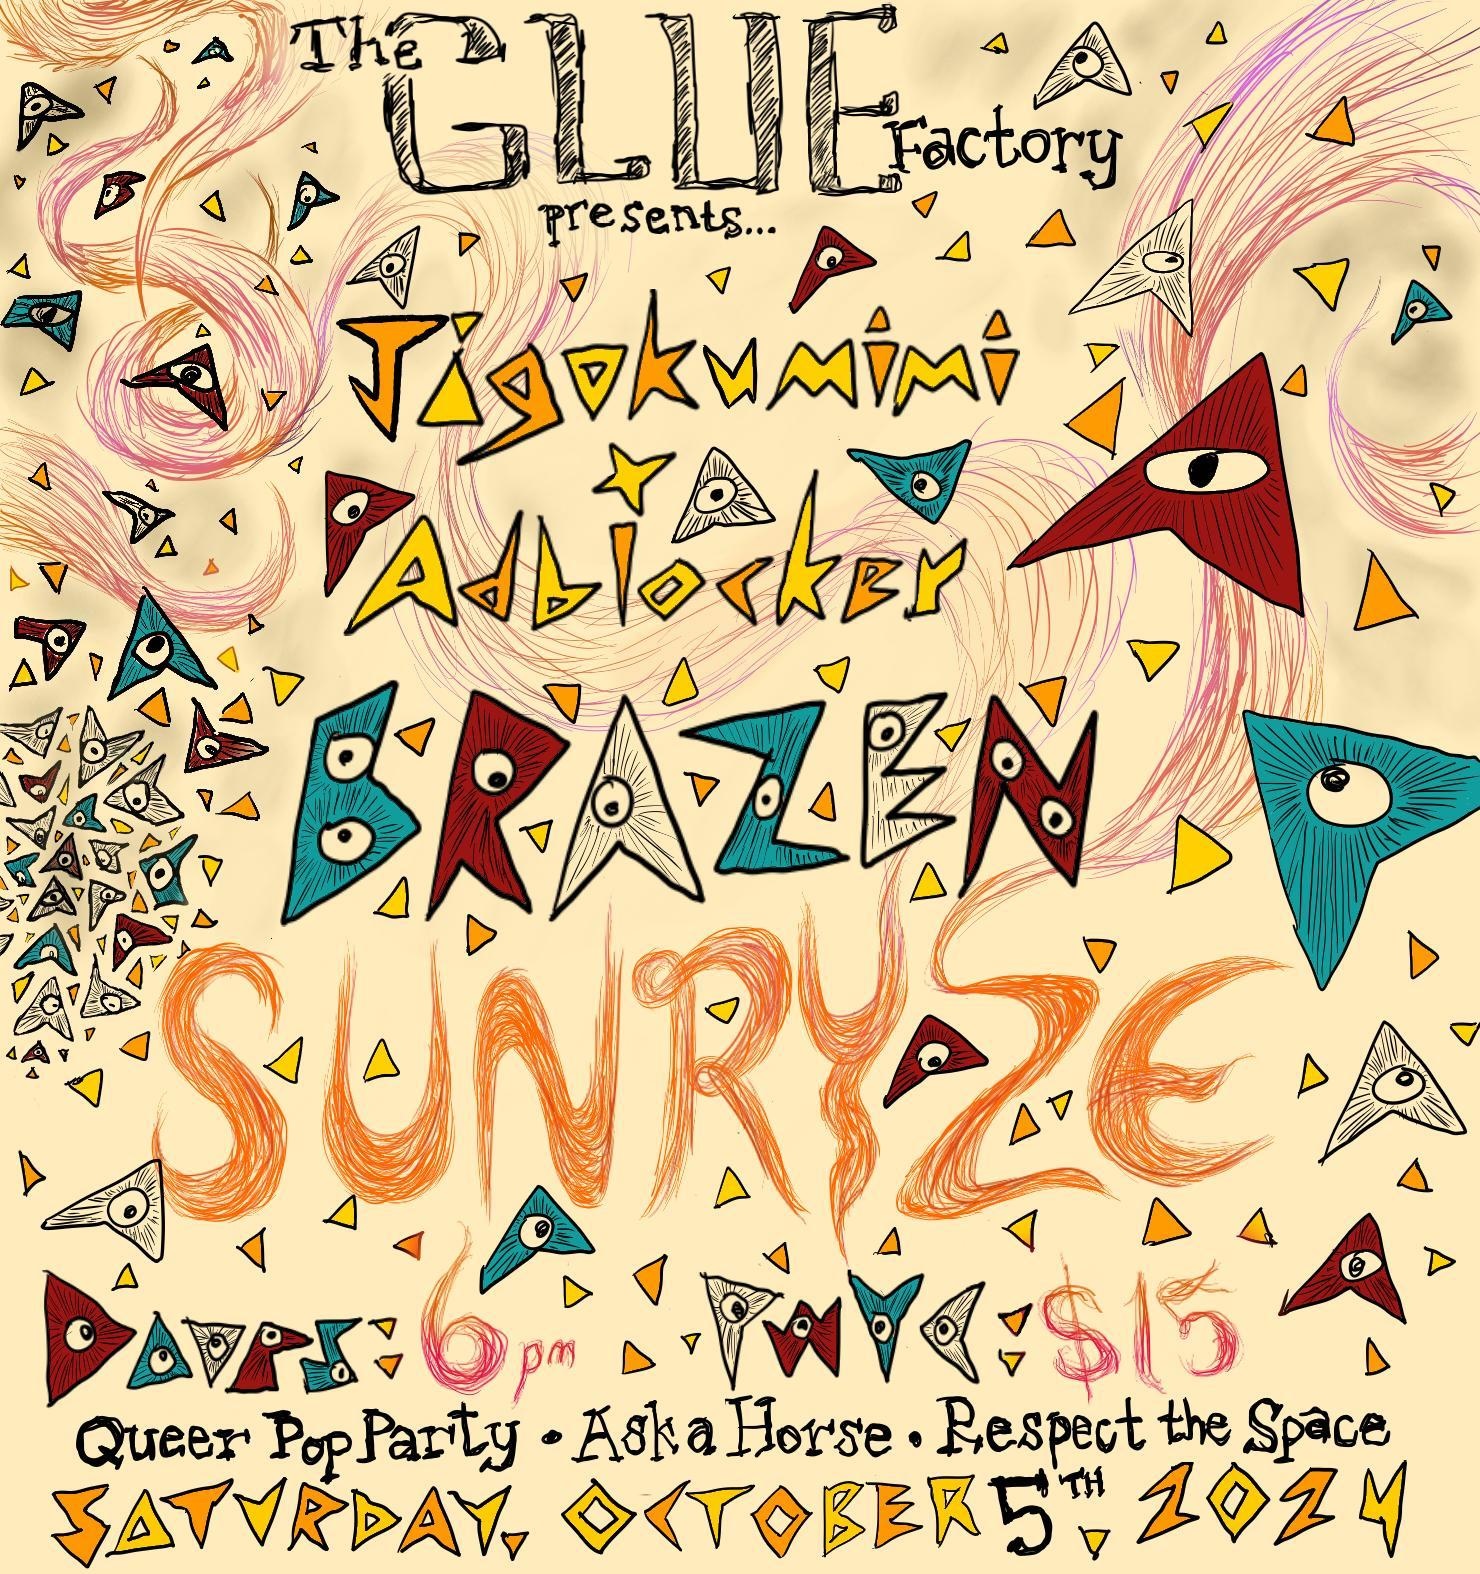 The GLUE Factory
presents...
Jigokumimi
Adblocker
BRAZEN
SUNRYZE
DOORS: 6pm PWYC: $15
Queer Pop Party • Ask a Horse • Respect the Space
SATURDAY, OCTOBER 5TH 2024